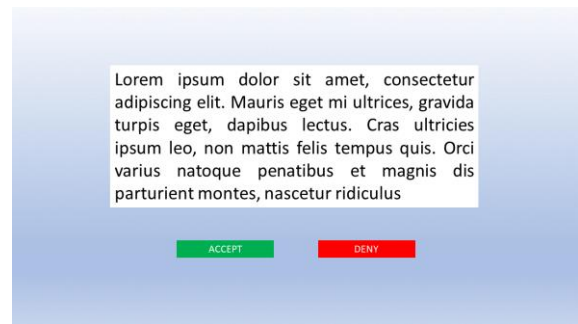 Lorem ipsum dolor sit amet, consectetur
adipiscing elit. Mauris eget mi ultrices, gravida
turpis eget, dapibus lectus. Cras ultricies
ipsum leo, non mattis felis tempus quis. Orci
varius natoque penatibus et magnis dis
parturient montes, nascetur ridiculus
ACCEPT
DENY